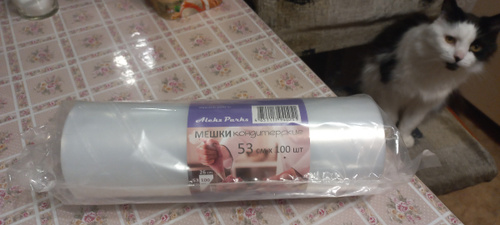 Aleks Parks
МЕШКИ кондитерские
53 см 100 шт